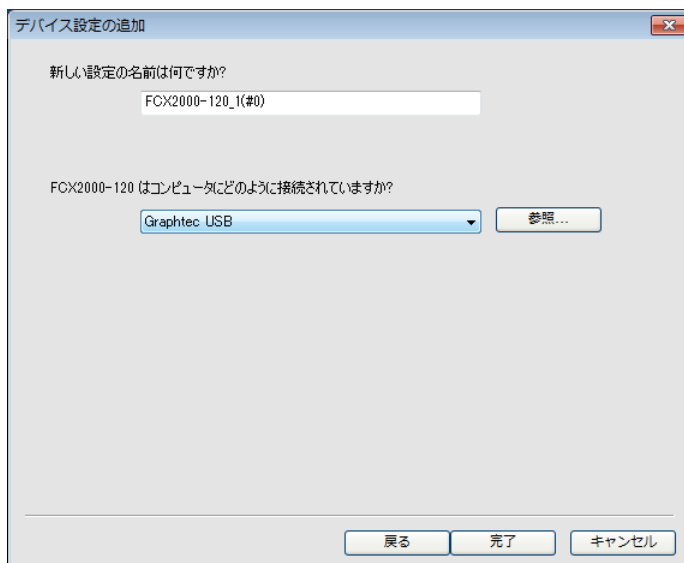 デバイス設定の追加
新しい設定の名前は何ですか?
FCX2000-120_1(#0)
FCX2000-120 はコンピュータにどのように接続されていますか?
Graphtec USB
参照...
戻る
完了
キャンセル